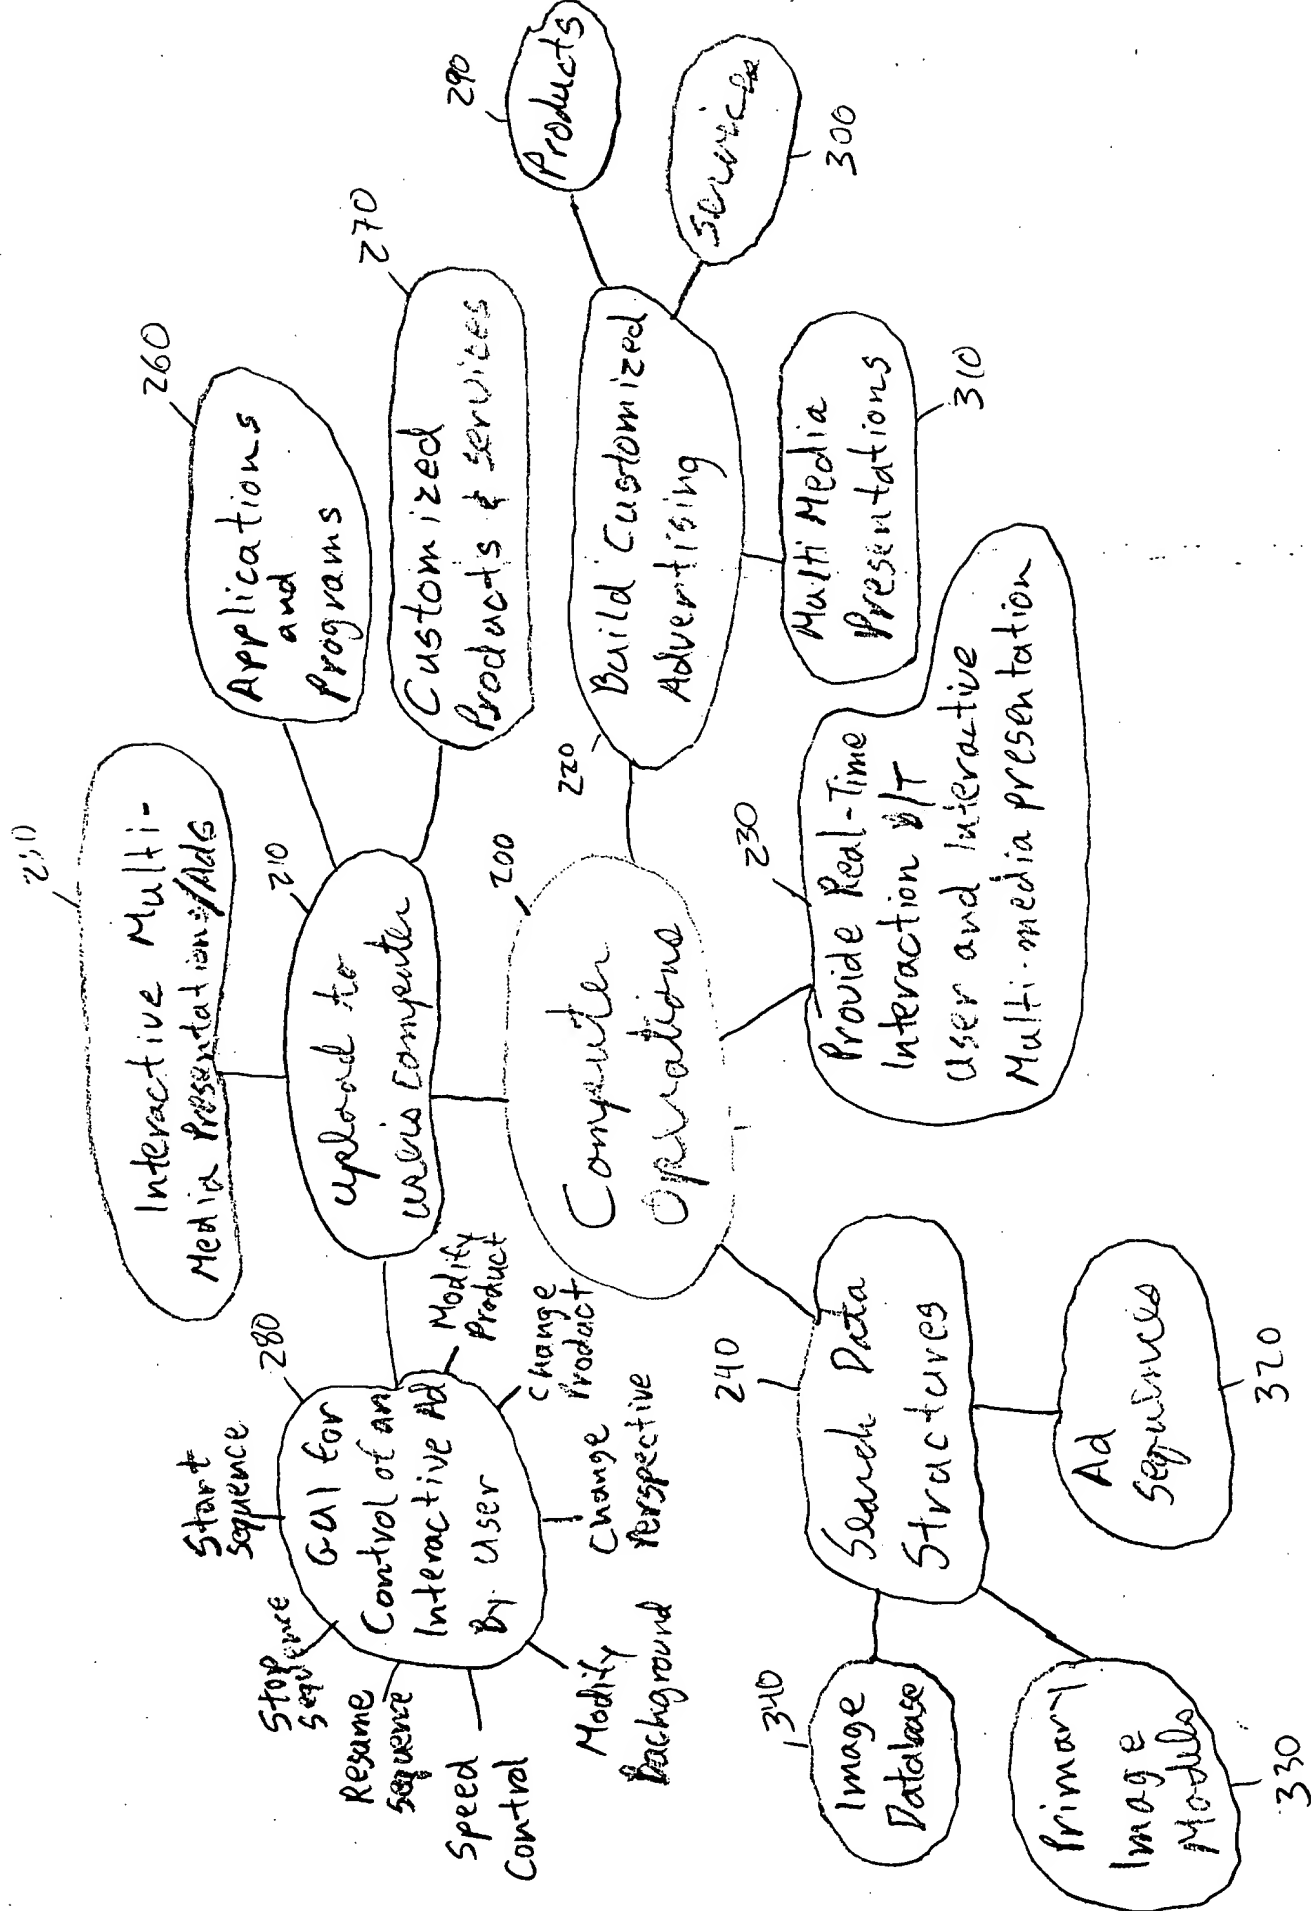 250
Interactive Multi-
Media Presentations/Ads
260
Applications
and
Programs
270
Customized
Products & services
210
upload to
user's computer
280
GUI for
Control of an
Interactive Ad
By User
Start
Sequence
Stop
Sequence
Resume
Sequence
Speed
Control
Modify
Background
Change
Perspective
Change
Product
Modify
Product
200
Computer
Operations
220
Build Customized
Advertising
290
Products
300
Services
310
Multi Media
Presentations
230
Provide Real-Time
Interaction b/T
User and Interactive
Multi-media presentation
240
Search Data
Structures
340
Image
Database
330
Primary
Image
Models
320
Ad
Sequences